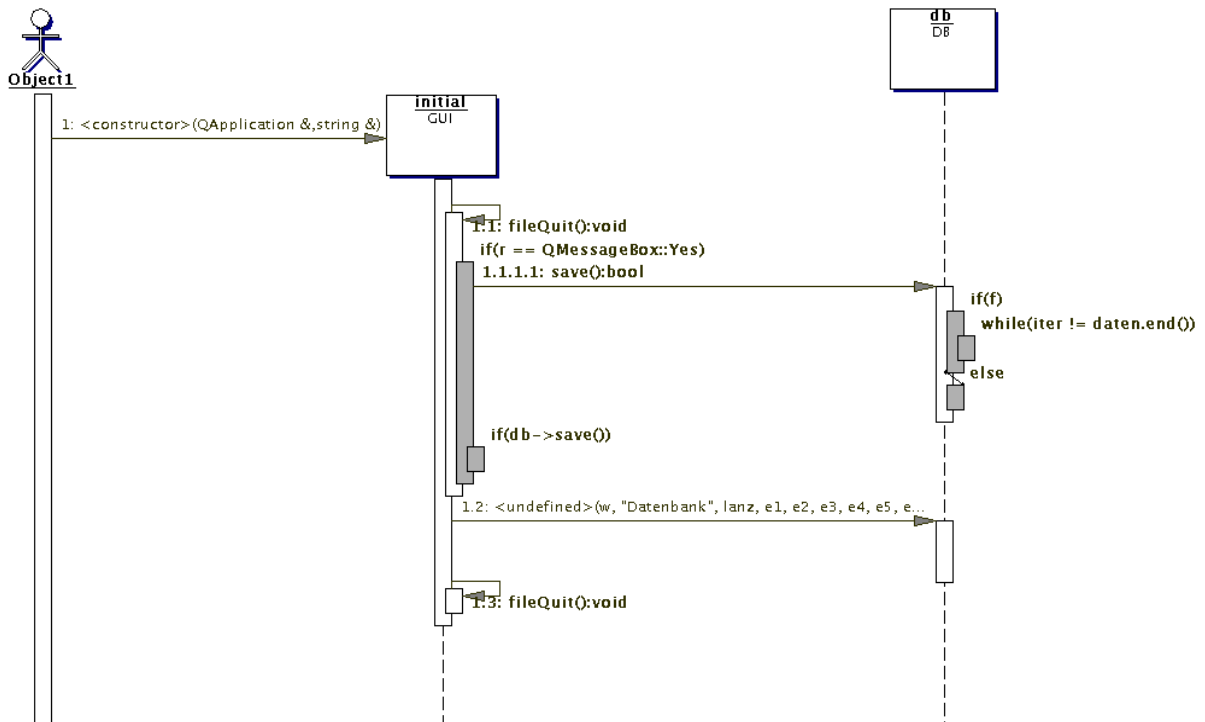 db
DB
Object1
initial
GUI
1: <constructor>(QApplication &,string &)
1.1: fileQuit():void
if(r == QMessageBox::Yes)
1.1.1.1: save():bool
if(f)
while(iter != daten.end())
else
if(db->save())
1.2: <undefined>(w, "Datenbank", lanz, e1, e2, e3, e4, e5, e...
1.3: fileQuit():void